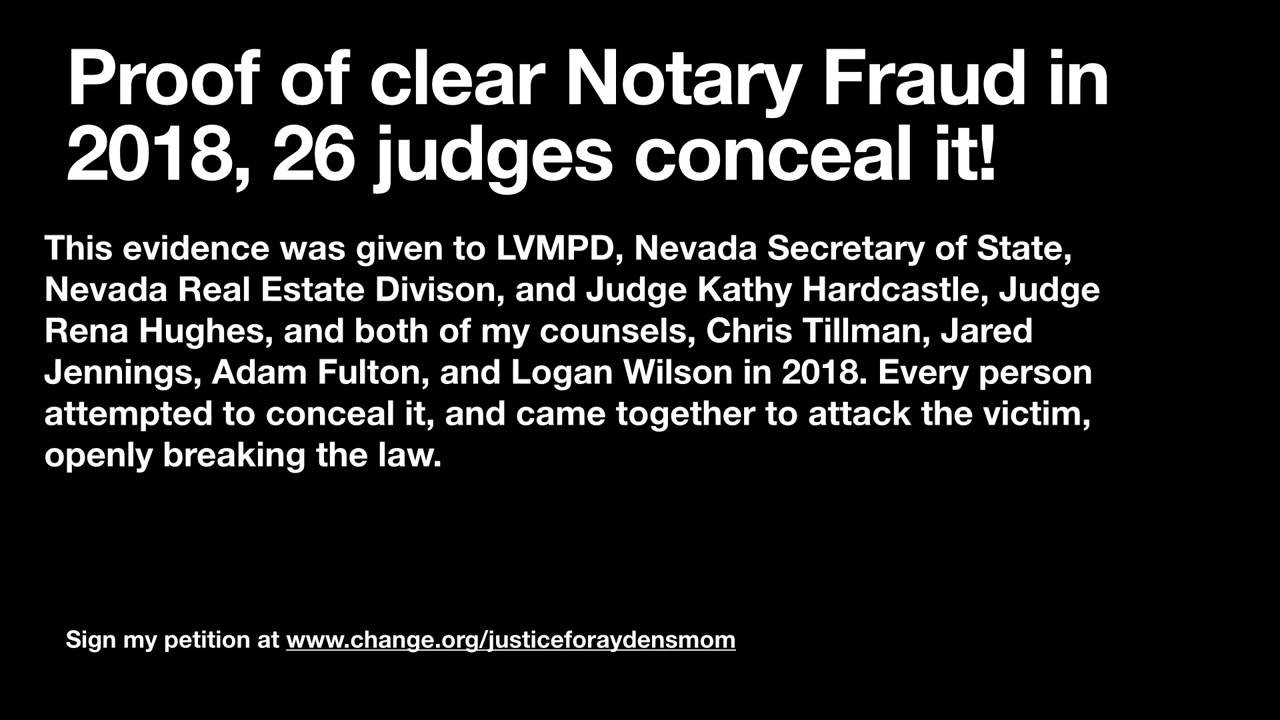 Proof of clear Notary Fraud in
2018, 26 judges conceal it!
This evidence was given to LVMPD, Nevada Secretary of State,
Nevada Real Estate Divison, and Judge Kathy Hardcastle, Judge
Rena Hughes, and both of my counsels, Chris Tillman, Jared
Jennings, Adam Fulton, and Logan Wilson in 2018. Every person
attempted to conceal it, and came together to attack the victim,
openly breaking the law.
Sign my petition at www.change.org/justiceforaydensmom